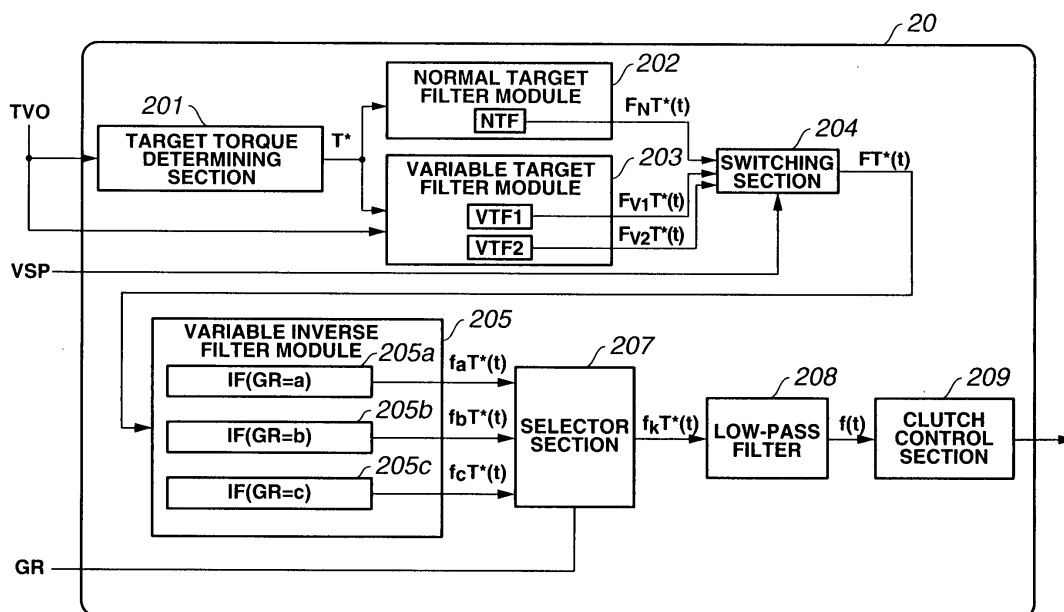 20
TVO
201
TARGET TORQUE
DETERMINING
SECTION
T*
202
NORMAL TARGET
FILTER MODULE
NTF
FNT*(t)
203
VARIABLE TARGET
FILTER MODULE
VTF1
FV1T*(t)
VTF2
FV2T*(t)
204
SWITCHING
SECTION
FT*(t)
VSP
205
VARIABLE INVERSE
FILTER MODULE
205a
IF(GR=a)
faT*(t)
205b
IF(GR=b)
fbT*(t)
205c
IF(GR=c)
fcT*(t)
207
SELECTOR
SECTION
fkT*(t)
208
LOW-PASS
FILTER
f(t)
209
CLUTCH
CONTROL
SECTION
GR